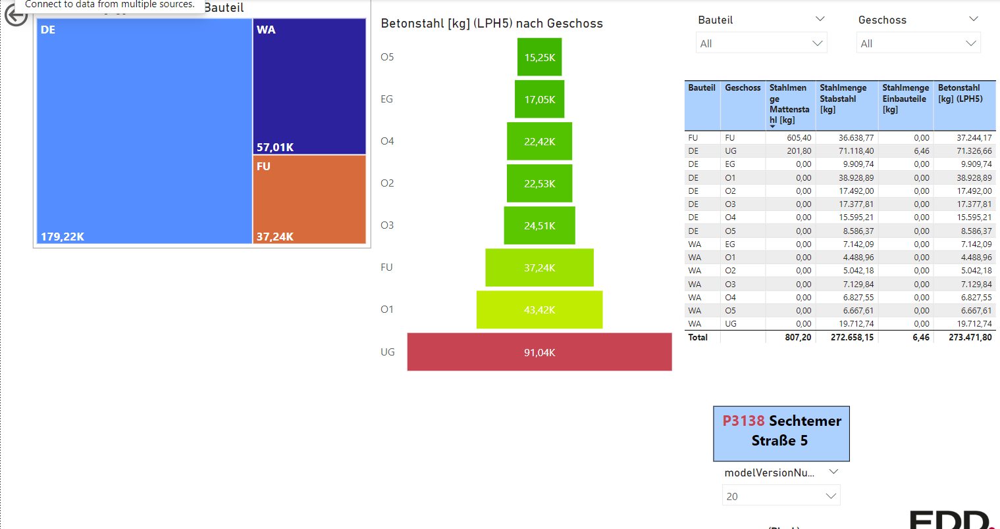 Connect to data from multiple sources.
Bauteil
DE
179,22K
WA
57,01K
FU
37,24K
Betonstahl [kg] (LPH5) nach Geschoss
O5 15,25K
EG 17,05K
O4 22,42K
O2 22,53K
O3 24,51K
FU 37,24K
O1 43,42K
UG 91,04K
Bauteil
All
Geschoss
All
Bauteil Geschoss Stahlmen Stahlmenge Stahlmenge Betonstahl
ge Stabstahl Einbauteile [kg] (LPH5)
Mattensta [kg] [kg]
hl [kg]
FU FU 605,40 36.638,77 0,00 37.244,17
DE UG 201,80 71.118,40 6,46 71.326,66
DE EG 0,00 9.909,74 0,00 9.909,74
DE O1 0,00 38.928,89 0,00 38.928,89
DE O2 0,00 17.492,00 0,00 17.492,00
DE O3 0,00 17.377,81 0,00 17.377,81
DE O4 0,00 15.595,21 0,00 15.595,21
DE O5 0,00 8.586,37 0,00 8.586,37
WA EG 0,00 7.142,09 0,00 7.142,09
WA O1 0,00 4.488,96 0,00 4.488,96
WA O2 0,00 5.042,18 0,00 5.042,18
WA O3 0,00 7.129,84 0,00 7.129,84
WA O4 0,00 6.827,55 0,00 6.827,55
WA O5 0,00 6.667,61 0,00 6.667,61
WA UG 0,00 19.712,74 0,00 19.712,74
Total 807,20 272.658,15 6,46 273.471,80
P3138 Sechtemer
Straße 5
modelVersionNu...
20